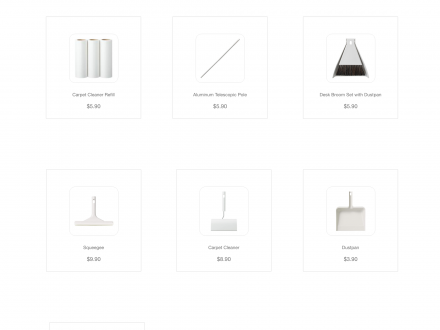 Carpet Cleaner Refill
$5.90
Aluminum Telescopic Pole
$5.90
Desk Broom Set with Dustpan
$5.90
Squeegee
$9.90
Carpet Cleaner
$8.90
Dustpan
$3.90